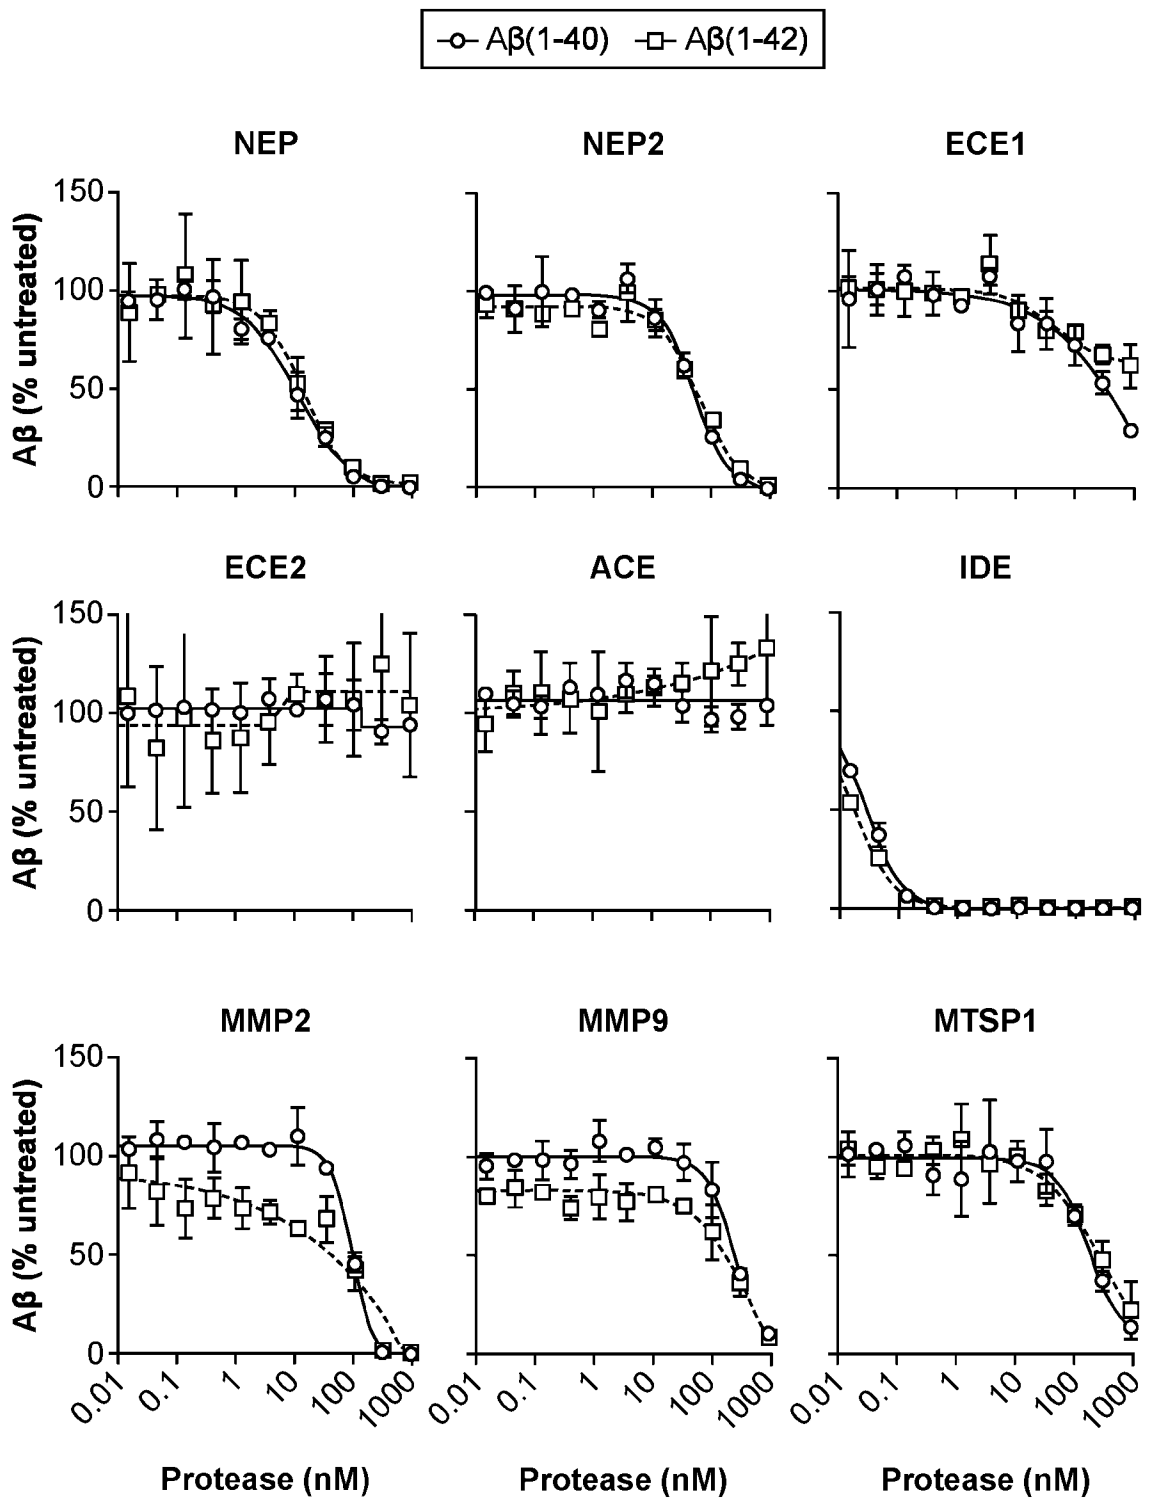 Aβ(1-40) Aβ(1-42)
NEP NEP2 ECE1
Aβ (% untreated)
150
100
50
0
ECE2 ACE IDE
Aβ (% untreated)
150
100
50
0
MMP2 MMP9 MTSP1
Aβ (% untreated)
150
100
50
0
0.01 0.1 1 10 100 1000 0.01 0.1 1 10 100 1000 0.01 0.1 1 10 100 1000
Protease (nM) Protease (nM) Protease (nM)